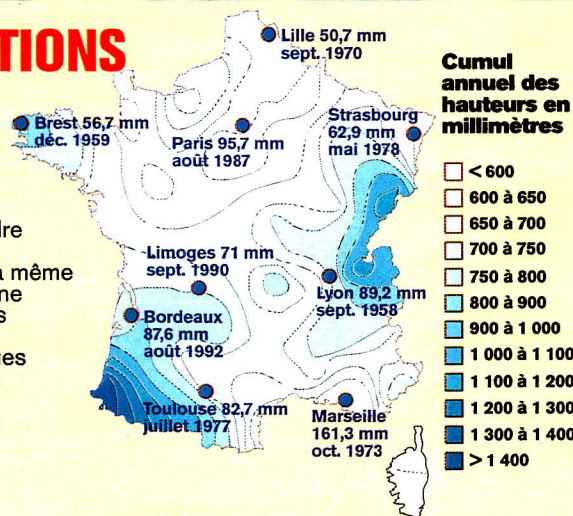 TIONS
Lille 50,7 mm
sept. 1970
Brest 56,7 mm
déc. 1959
Paris 95,7 mm
août 1987
Strasbourg
62,9 mm
mai 1978
Limoges 71 mm
sept. 1990
Lyon 89,2 mm
sept. 1958
Bordeaux
87,6 mm
août 1992
Toulouse 82,7 mm
juillet 1977
Marseille
161,3 mm
oct. 1973
dre
a même
ne
s
ues
Cumul
annuel des
hauteurs en
millimètres
< 600
600 à 650
650 à 700
700 à 750
750 à 800
800 à 900
900 à 1 000
1 000 à 1 100
1 100 à 1 200
1 200 à 1 300
1 300 à 1 400
> 1 400